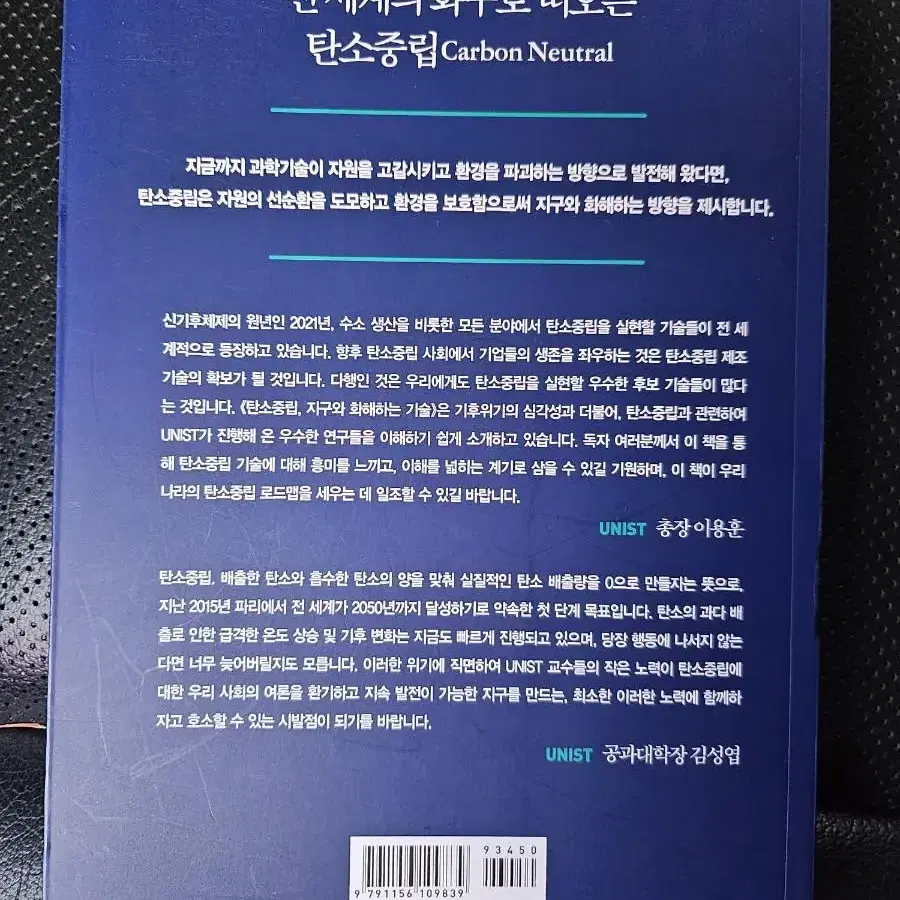 전 세계의 화두로 떠오른
탄소중립 Carbon Neutral
지금까지 과학기술이 자원을 고갈시키고 환경을 파괴하는 방향으로 발전해 왔다면,
탄소중립은 자원의 선순환을 도모하고 환경을 보호함으로써 지구와 화해하는 방향을 제시합니다.
신기후체제의 원년인 2021년, 수소 생산을 비롯한 모든 분야에서 탄소중립을 실현할 기술들이 전 세
계적으로 등장하고 있습니다. 향후 탄소중립 사회에서 기업들의 생존을 좌우하는 것은 탄소중립 제조
기술의 확보가 될 것입니다. 다행인 것은 우리에게도 탄소중립을 실현할 우수한 후보 기술들이 많다
는 것입니다. 《탄소중립, 지구와 화해하는 기술》은 기후위기의 심각성과 더불어, 탄소중립과 관련하여
UNIST가 진행해 온 우수한 연구들을 이해하기 쉽게 소개하고 있습니다. 독자 여러분께서 이 책을 통
해 탄소중립 기술에 대해 흥미를 느끼고, 이해를 넓히는 계기로 삼을 수 있길 기원하며, 이 책이 우리
나라의 탄소중립 로드맵을 세우는 데 일조할 수 있길 바랍니다.
UNIST 총장 이용훈
탄소중립, 배출한 탄소와 흡수한 탄소의 양을 맞춰 실질적인 탄소 배출량을 0으로 만들자는 뜻으로,
지난 2015년 파리에서 전 세계가 2050년까지 달성하기로 약속한 첫 단계 목표입니다. 탄소의 과다 배
출로 인한 급격한 온도 상승 및 기후 변화는 지금도 빠르게 진행되고 있으며, 당장 행동에 나서지 않는
다면 너무 늦어버릴지도 모릅니다. 이러한 위기에 직면하여 UNIST 교수들의 작은 노력이 탄소중립에
대한 우리 사회의 여론을 환기하고 지속 발전이 가능한 지구를 만드는, 최소한 이러한 노력에 함께하
자고 호소할 수 있는 시발점이 되기를 바랍니다.
UNIST 공과대학장 김성엽
93450
9 791156 109839